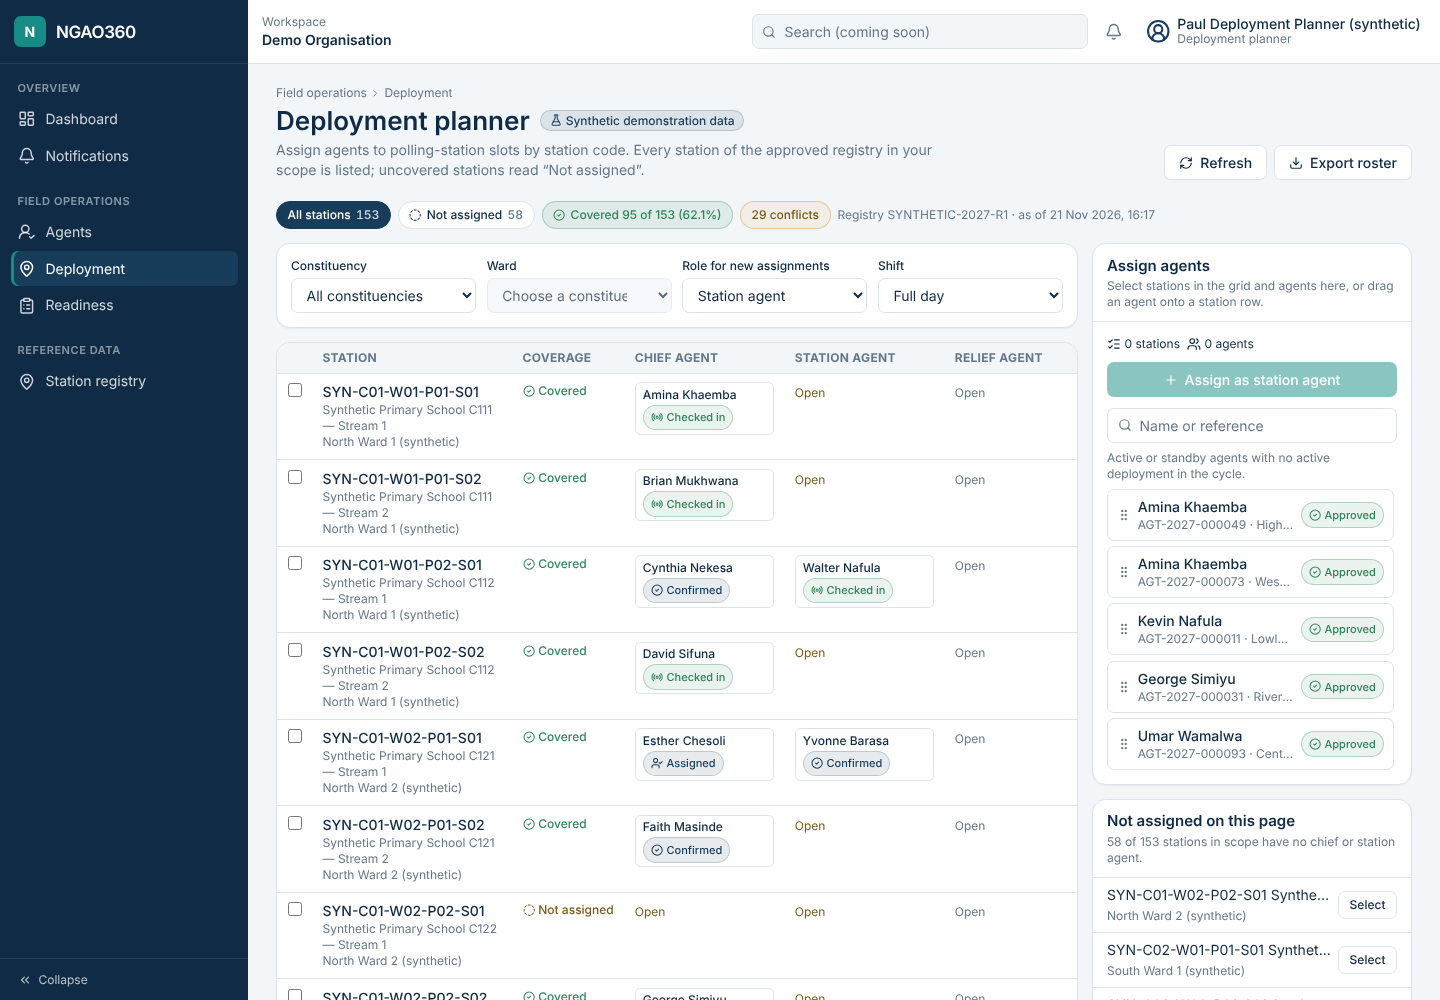 N NGAO360
OVERVIEW
Dashboard
Notifications
FIELD OPERATIONS
Agents
Deployment
Readiness
REFERENCE DATA
Station registry
Collapse
Workspace
Demo Organisation
Search (coming soon)
Paul Deployment Planner (synthetic)
Deployment planner
Field operations › Deployment
Deployment planner
Synthetic demonstration data
Assign agents to polling-station slots by station code. Every station of the approved registry in your
scope is listed; uncovered stations read “Not assigned”.
Refresh
Export roster
All stations 153
Not assigned 58
Covered 95 of 153 (62.1%)
29 conflicts
Registry SYNTHETIC-2027-R1 · as of 21 Nov 2026, 16:17
Constituency
Ward
Role for new assignments
Shift
All constituencies
Choose a constitue
Station agent
Full day
STATION
COVERAGE
CHIEF AGENT
STATION AGENT
RELIEF AGENT
SYN-C01-W01-P01-S01
Synthetic Primary School C111
— Stream 1
North Ward 1 (synthetic)
Covered
Amina Khaemba
Checked in
Open
Open
SYN-C01-W01-P01-S02
Synthetic Primary School C111
— Stream 2
North Ward 1 (synthetic)
Covered
Brian Mukhwana
Checked in
Open
Open
SYN-C01-W01-P02-S01
Synthetic Primary School C112
— Stream 1
North Ward 1 (synthetic)
Covered
Cynthia Nekesa
Confirmed
Walter Nafula
Checked in
Open
SYN-C01-W01-P02-S02
Synthetic Primary School C112
— Stream 2
North Ward 1 (synthetic)
Covered
David Sifuna
Checked in
Open
Open
SYN-C01-W02-P01-S01
Synthetic Primary School C121
— Stream 1
North Ward 2 (synthetic)
Covered
Esther Chesoli
Assigned
Yvonne Barasa
Confirmed
Open
SYN-C01-W02-P01-S02
Synthetic Primary School C121
— Stream 2
North Ward 2 (synthetic)
Covered
Faith Masinde
Confirmed
Open
Open
SYN-C01-W02-P02-S01
Synthetic Primary School C122
— Stream 1
North Ward 2 (synthetic)
Not assigned
Open
Open
Open
SYN-C01-W02-P02-S02
Covered
George Simiyu
Open
Open
Assign agents
Select stations in the grid and agents here, or drag
an agent onto a station row.
0 stations 0 agents
+ Assign as station agent
Name or reference
Active or standby agents with no active
deployment in the cycle.
Amina Khaemba
AGT-2027-000049 · High...
Approved
Amina Khaemba
AGT-2027-000073 · Wes...
Approved
Kevin Nafula
AGT-2027-000011 · Lowl...
Approved
George Simiyu
AGT-2027-000031 · River...
Approved
Umar Wamalwa
AGT-2027-000093 · Cent...
Approved
Not assigned on this page
58 of 153 stations in scope have no chief or station
agent.
SYN-C01-W02-P02-S01 Synthe...
North Ward 2 (synthetic)
Select
SYN-C02-W01-P01-S01 Synthet...
South Ward 1 (synthetic)
Select